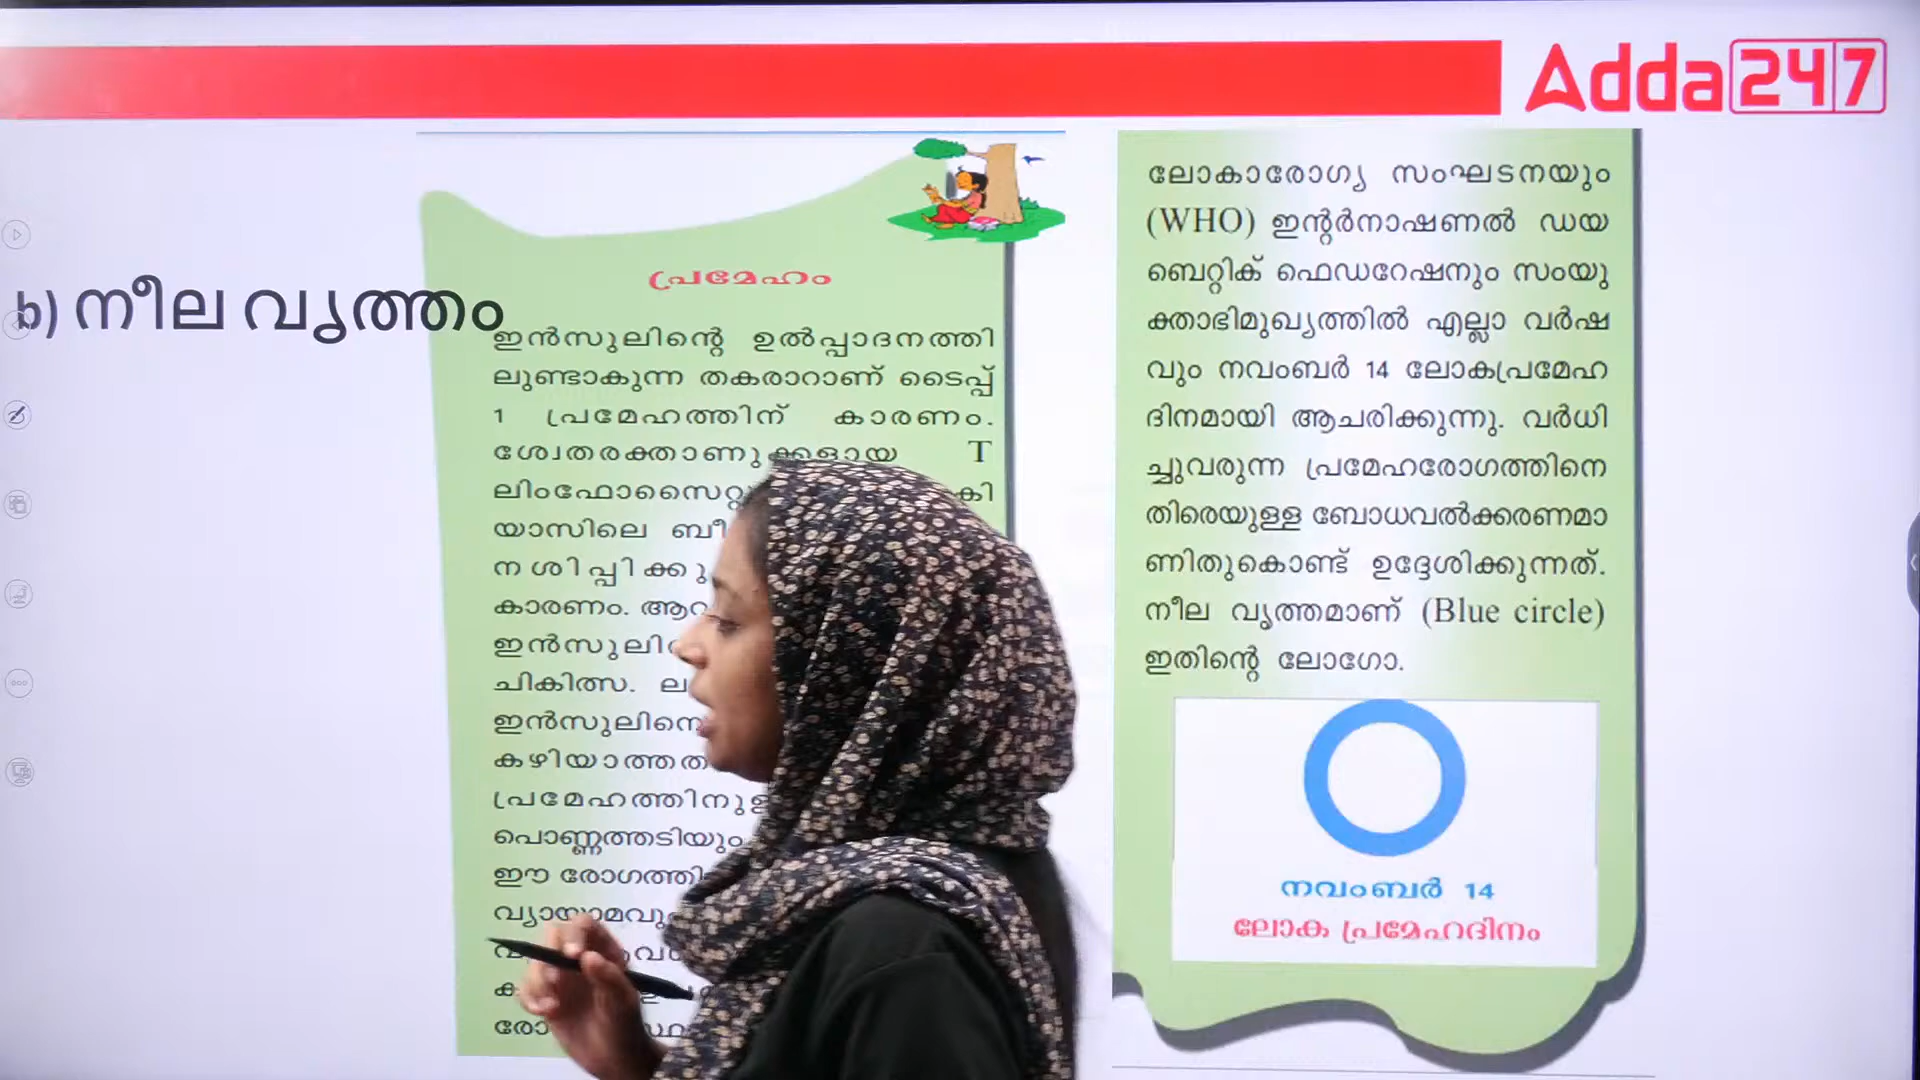 Adda247
b) നീല വൃത്തം
പ്രമേഹം
ഇൻസുലിന്റെ ഉൽപ്പാദനത്തി
ലുണ്ടാകുന്ന തകരാറാണ് ടൈപ്പ്
1 പ്രമേഹത്തിന് കാരണം.
ശ്വേതരക്താണുക്കളായ T
ലിംഫോസൈറ്റു കി
യാസിലെ ബീ
നശിപ്പിക്കു
കാരണം.
ഇൻസുലി
ചികിത്സ.
ഇൻസുലിനെ
കഴിയാത്തത
പ്രമേഹത്തിനുള
പൊണ്ണത്തടിയും
ഈ രോഗത്തി
വ്യായാമവും
രോ
ലോകാരോഗ്യ സംഘടനയും
(WHO) ഇന്റർനാഷണൽ ഡയ
ബെറ്റിക് ഫെഡറേഷനും സംയു
ക്താഭിമുഖ്യത്തിൽ എല്ലാ വർഷ
വും നവംബർ 14 ലോകപ്രമേഹ
ദിനമായി ആചരിക്കുന്നു. വർധി
ച്ചുവരുന്ന പ്രമേഹരോഗത്തിനെ
തിരെയുള്ള ബോധവൽക്കരണമാ
ണിതുകൊണ്ട് ഉദ്ദേശിക്കുന്നത്.
നീല വൃത്തമാണ് (Blue circle)
ഇതിന്റെ ലോഗോ.
നവംബർ 14
ലോക പ്രമേഹദിനം